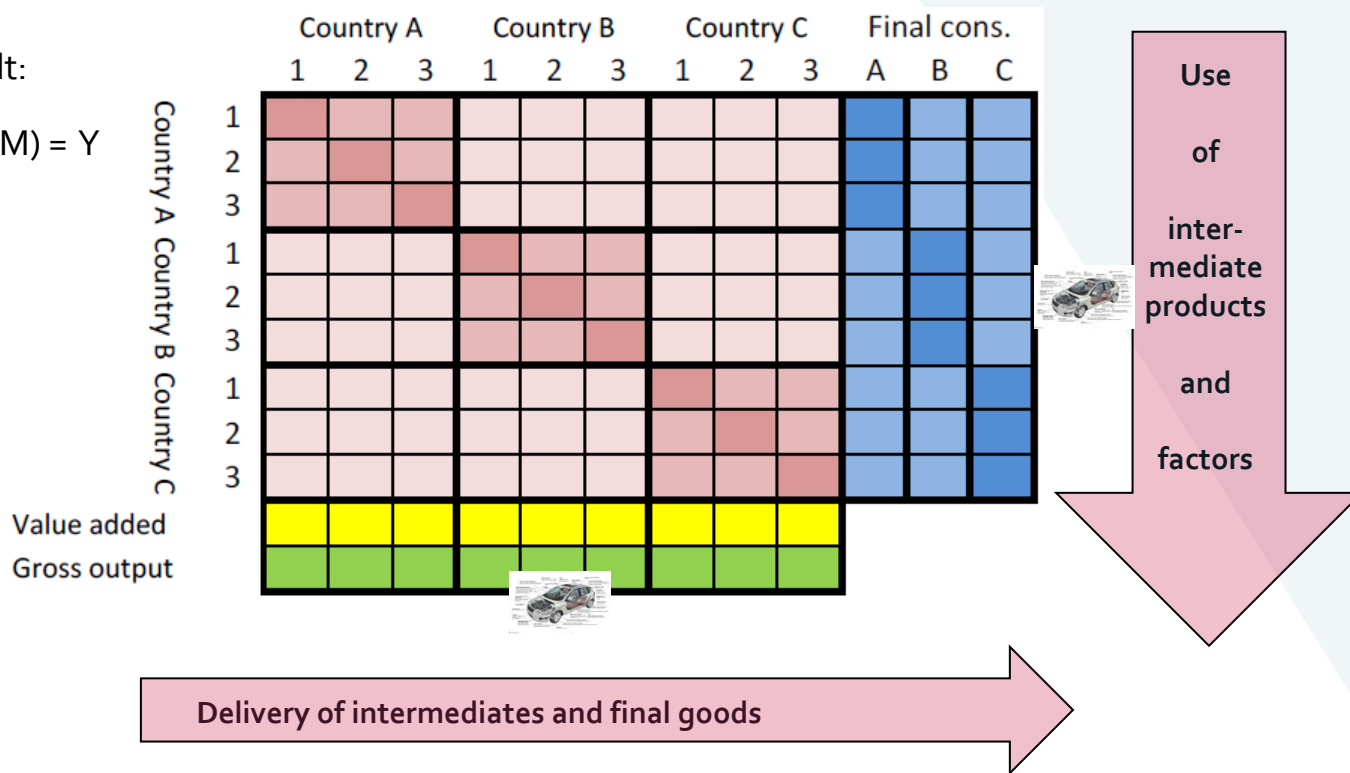 Country A Country B Country C Final cons.
1 2 3 1 2 3 1 2 3 A B C
lt:
M) = Y
Country A
1
2
3
Country B
1
2
3
Country C
1
2
3
Value added
Gross output
Use
of
inter-
mediate
products
and
factors
Delivery of intermediates and final goods